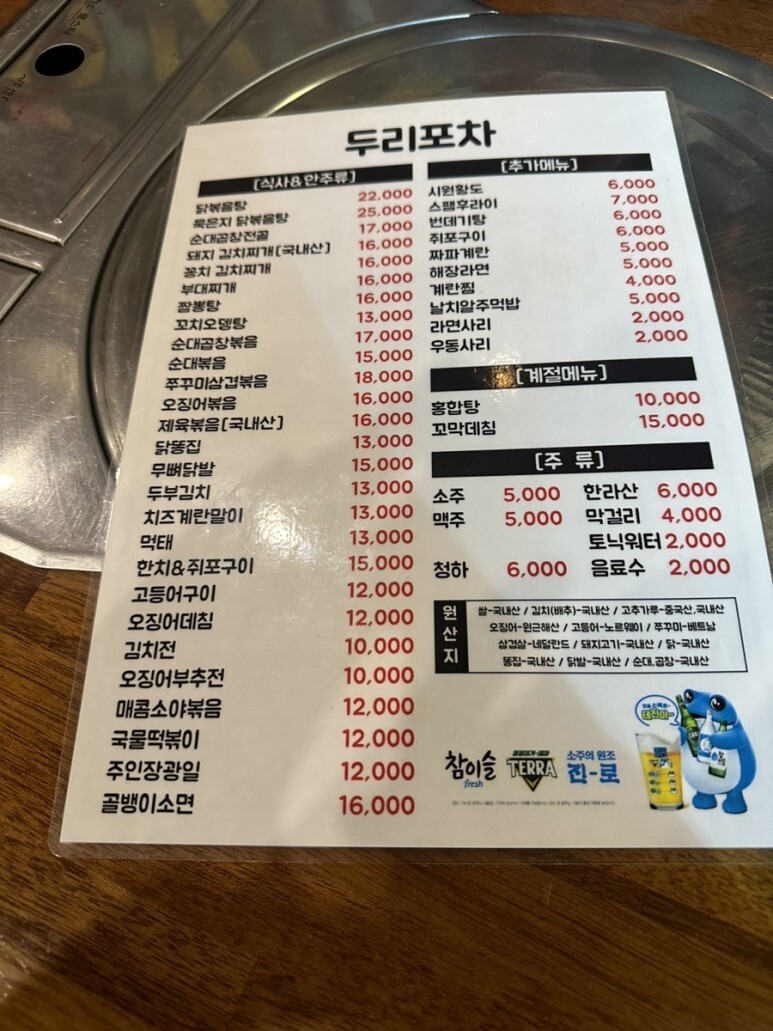 두리포차
[식사&안주류]
닭볶음탕 22,000
묵은지 닭볶음탕 25,000
순대곱창전골 17,000
돼지 김치찌개(국내산) 16,000
꽁치 김치찌개 16,000
부대찌개 16,000
짬뽕탕 16,000
꼬치오뎅탕 13,000
순대곱창볶음 17,000
순대볶음 15,000
쭈꾸미삼겹볶음 18,000
오징어볶음 16,000
제육볶음(국내산) 16,000
닭똥집 13,000
무뼈닭발 15,000
두부김치 13,000
치즈계란말이 13,000
먹태 13,000
한치&쥐포구이 15,000
고등어구이 12,000
오징어데침 12,000
김치전 10,000
오징어부추전 10,000
매콤소야볶음 12,000
국물떡볶이 12,000
주인장광일 12,000
골뱅이소면 16,000
[추가메뉴]
시원황도 6,000
스팸후라이 7,000
번데기탕 6,000
쥐포구이 6,000
짜파계란 5,000
해장라면 5,000
계란찜 4,000
날치알주먹밥 5,000
라면사리 2,000
우동사리 2,000
[계절메뉴]
홍합탕 10,000
꼬막데침 15,000
[주 류]
소주 5,000 한라산 6,000
맥주 5,000 막걸리 4,000
토닉워터 2,000
청하 6,000 음료수 2,000
원산지
쌀-국내산 / 김치(배추)-국내산 / 고추가루-중국산,국내산
오징어-원근해산 / 고등어-노르웨이 / 쭈꾸미-베트남
삼겹살-네덜란드 / 돼지고기-국내산 / 닭-국내산
똥집-국내산 / 닭발-국내산 / 순대,곱창-국내산
참이슬 fresh
TERRA
소주의 원조
진-로
테진아